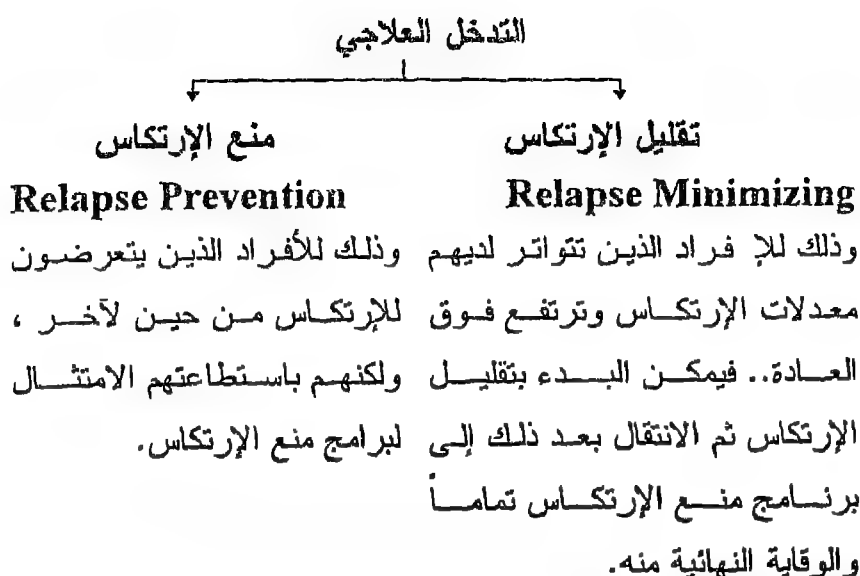 التدخل العلاجي
تقليل الإرتكاس
Relapse Minimizing
وذلك للإ فراد الذين تتواتر لديهم
معدلات الإرتكاس وترتفع فوق
العادة.. فيمكن البدء بتقليل
الإرتكاس ثم الانتقال بعد ذلك إلى
برنامج منع الإرتكاس تماماً
والوقاية النهائية منه.
منع الإرتكاس
Relapse Prevention
وذلك للأفراد الذين يتعرضون
للإرتكاس من حين لآخر ،
ولكنهم باستطاعتهم الامتثال
لبرامج منع الإرتكاس.